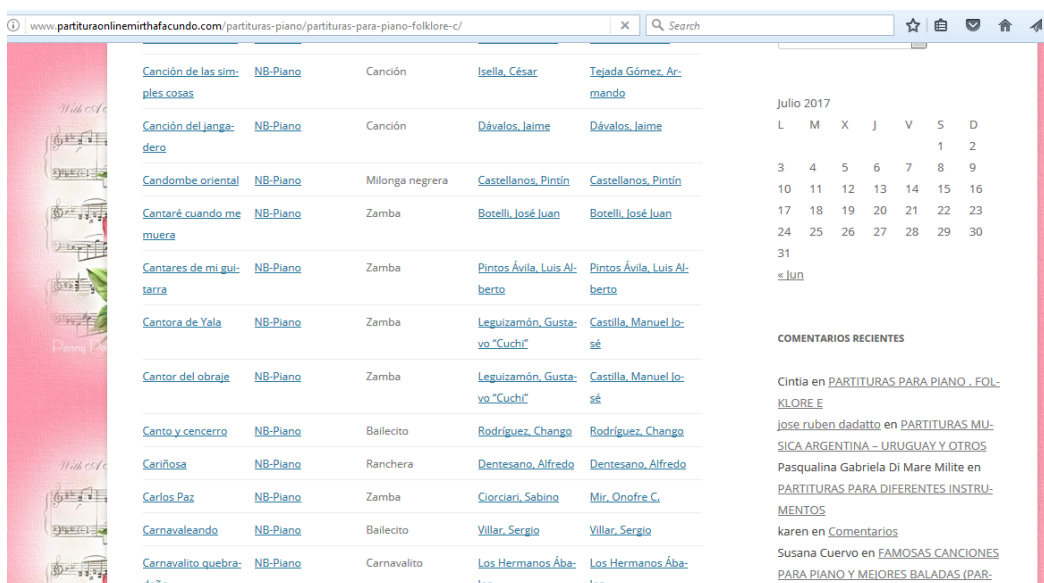 www.partituraonlinemirthafacundo.com/partituras-piano/partituras-para-piano-folklore-c/
Search
Canción de las sim- NB-Piano Canción Isella, César Tejada Gómez, Ar-
ples cosas mando
Canción del janga- NB-Piano Canción Dávalos, Jaime Dávalos, Jaime
dero
Candombe oriental NB-Piano Milonga negrera Castellanos, Pintín Castellanos, Pintín
Cantaré cuando me NB-Piano Zamba Botelli, José Juan Botelli, José Juan
muera
Cantares de mi gui- NB-Piano Zamba Pintos Ávila, Luis Al- Pintos Ávila, Luis Al-
tarra berto berto
Cantora de Yala NB-Piano Zamba Leguizamón, Gusta- Castilla, Manuel Jo-
vo “Cuchi” sé
Cantor del obraje NB-Piano Zamba Leguizamón, Gusta- Castilla, Manuel Jo-
vo “Cuchi” sé
Canto y cencerro NB-Piano Bailecito Rodríguez, Chango Rodríguez, Chango
Cariñosa NB-Piano Ranchera Dentesano, Alfredo Dentesano, Alfredo
Carlos Paz NB-Piano Zamba Ciorciari, Sabino Mir, Onofre C.
Carnavaleando NB-Piano Bailecito Villar, Sergio Villar, Sergio
Carnavalito quebra- NB-Piano Carnavalito Los Hermanos Ába- Los Hermanos Ába-
Julio 2017
L M X J V S D
1 2
3 4 5 6 7 8 9
10 11 12 13 14 15 16
17 18 19 20 21 22 23
24 25 26 27 28 29 30
31
« Jun
COMENTARIOS RECIENTES
Cintia en PARTITURAS PARA PIANO . FOL-
KLORE E
jose ruben dadatto en PARTITURAS MU-
SICA ARGENTINA – URUGUAY Y OTROS
Pasqualina Gabriela Di Mare Milite en
PARTITURAS PARA DIFERENTES INSTRU-
MENTOS
karen en Comentarios
Susana Cuervo en FAMOSAS CANCIONES
PARA PIANO Y MEJORES BALADAS (PAR-
With
Penny
With